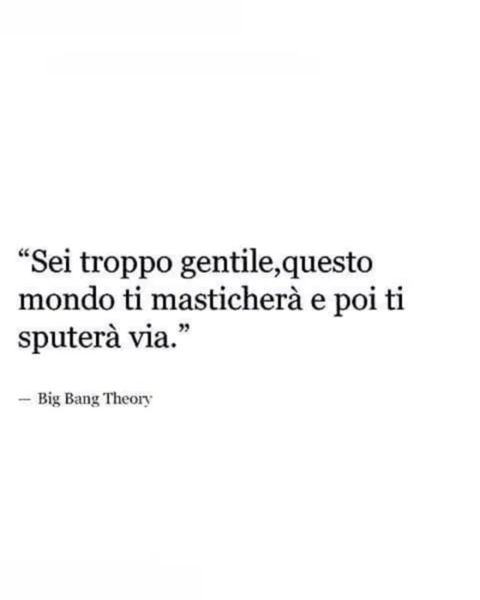 “Sei troppo gentile,questo
mondo ti masticherà e poi ti
sputerà via.”
— Big Bang Theory